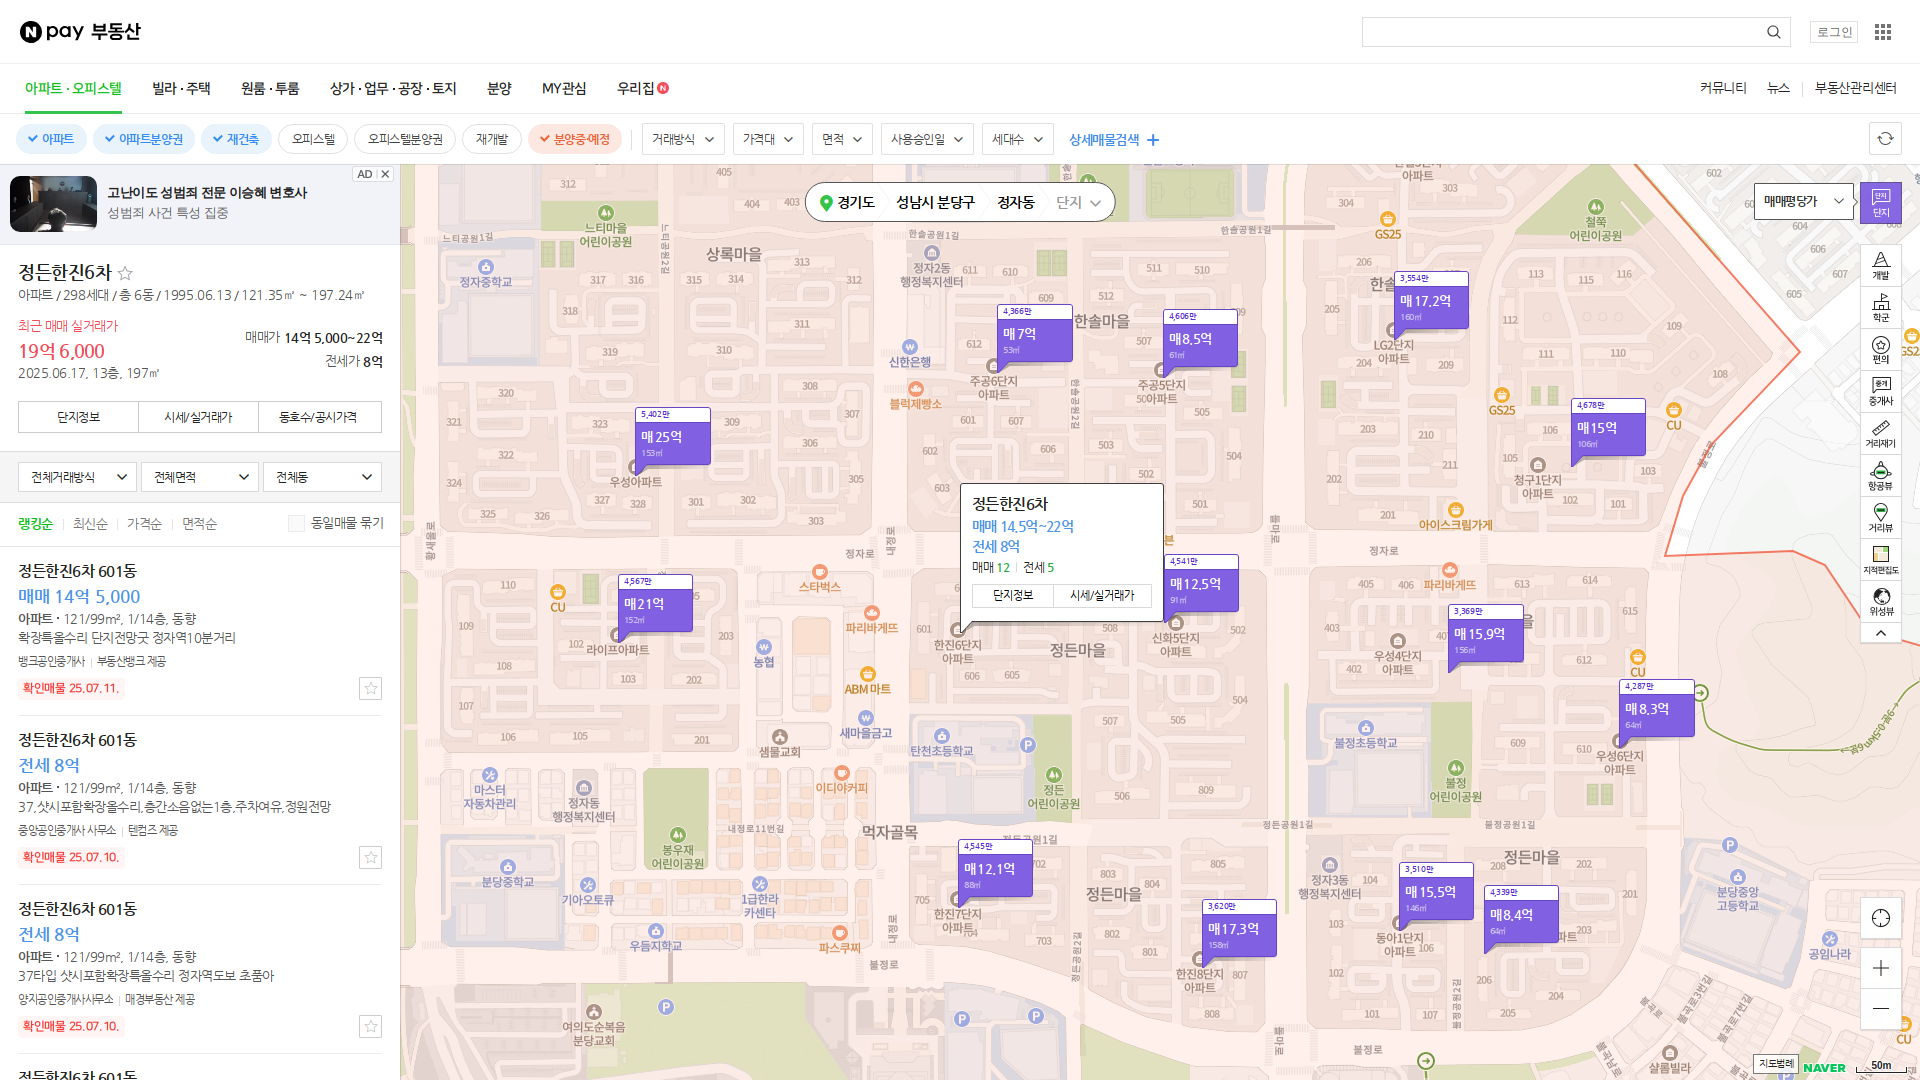 N pay 부동산
로그인
아파트·오피스텔
빌라·주택
원룸·투룸
상가·업무·공장·토지
분양
MY관심
우리집 N
커뮤니티
뉴스
부동산관리센터
아파트
아파트분양권
재건축
오피스텔
오피스텔분양권
재개발
분양중·예정
거래방식
가격대
면적
사용승인일
세대수
상세매물검색
고난이도 성범죄 전문 이승혜 변호사
성범죄 사건 특성 집중
AD
정든한진6차
아파트 / 298세대 / 총 6동 / 1995.06.13 / 121.35㎡ ~ 197.24㎡
최근 매매 실거래가
19억 6,000
2025.06.17, 13층, 197㎡
매매가 14억 5,000~22억
전세가 8억
단지정보
시세/실거래가
동호수/공시가격
전체거래방식
전체면적
전체동
랭킹순
최신순
가격순
면적순
동일매물 묶기
정든한진6차 601동
매매 14억 5,000
아파트 · 121/99m², 1/14층, 동향
확장특올수리 단지전망굿 정자역10분거리
뱅크공인중개사 | 부동산뱅크 제공
확인매물 25.07.11.
정든한진6차 601동
전세 8억
아파트 · 121/99m², 1/14층, 동향
37,샷시포함확장올수리,층간소음없는1층,주차여유,정원전망
중앙공인중개사 사무소 | 텐컴즈 제공
확인매물 25.07.10.
정든한진6차 601동
전세 8억
아파트 · 121/99m², 1/14층, 동향
37타입 샷시포함확장특올수리 정자역도보 초품아
양지공인중개사사무소 | 매경부동산 제공
확인매물 25.07.10.
정든한진6차 601동
경기도
성남시 분당구
정자동
단지
매매평당가
단지
개발
학군
편의
중개사
거리재기
항공뷰
거리뷰
지적편집도
위성뷰
느티마을
어린이공원
상록마을
정자중학교
정자2동
행정복지센터
한솔마을
신한은행
블럭제빵소
4,366만
매 7억
53㎡
주공6단지
아파트
4,606만
매 8.5억
61㎡
주공5단지
아파트
GS25
3,554만
매 17.2억
160㎡
LG2단지
아파트
철쭉
어린이공원
GS25
4,678만
매 15억
106㎡
청구1단지
아파트
CU
아이스크림가게
5,402만
매 25억
153㎡
우성아파트
정든한진6차
매매 14.5억~22억
전세 8억
매매 12 | 전세 5
단지정보
시세/실거래가
한진6단지
아파트
4,541만
매 12.5억
91㎡
신화5단지
아파트
정든마을
정자로
스타벅스
파리바게뜨
CU
4,567만
매 21억
152㎡
라이프아파트
농협
ABM 마트
새마을금고
샘물교회
이디야커피
탄천초등학교
정든
어린이공원
정자로
파리바게뜨
3,369만
매 15.9억
156㎡
우성4단지
아파트
CU
4,287만
매 8.3억
64㎡
우성6단지
아파트
불정초등학교
불정
어린이공원
마스터
자동차관리
정자동
행정복지센터
봉우재
어린이공원
내정로11번길
먹자골목
분당중학교
기아오토큐
1급한라
카센타
우듬지학교
파스쿠찌
4,545만
매 12.1억
88㎡
한진7단지
아파트
정든마을
3,620만
매 17.3억
158㎡
한진8단지
아파트
정든공원1길
불정공원1길
정든마을
정자3동
행정복지센터
3,510만
매 15.5억
146㎡
동아1단지
아파트
4,339만
매 8.4억
64㎡
분당중앙
고등학교
공임나라
불정로
여의도순복음
분당교회
불정로
샬롬빌라
CU
지도범례
NAVER
50m